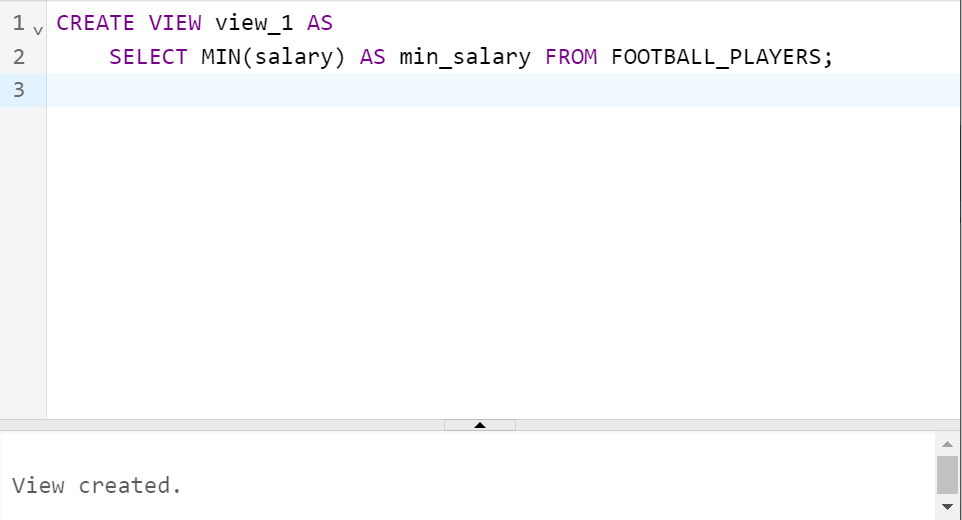 1 CREATE VIEW view_1 AS
2 SELECT MIN(salary) AS min_salary FROM FOOTBALL_PLAYERS;
3
View created.